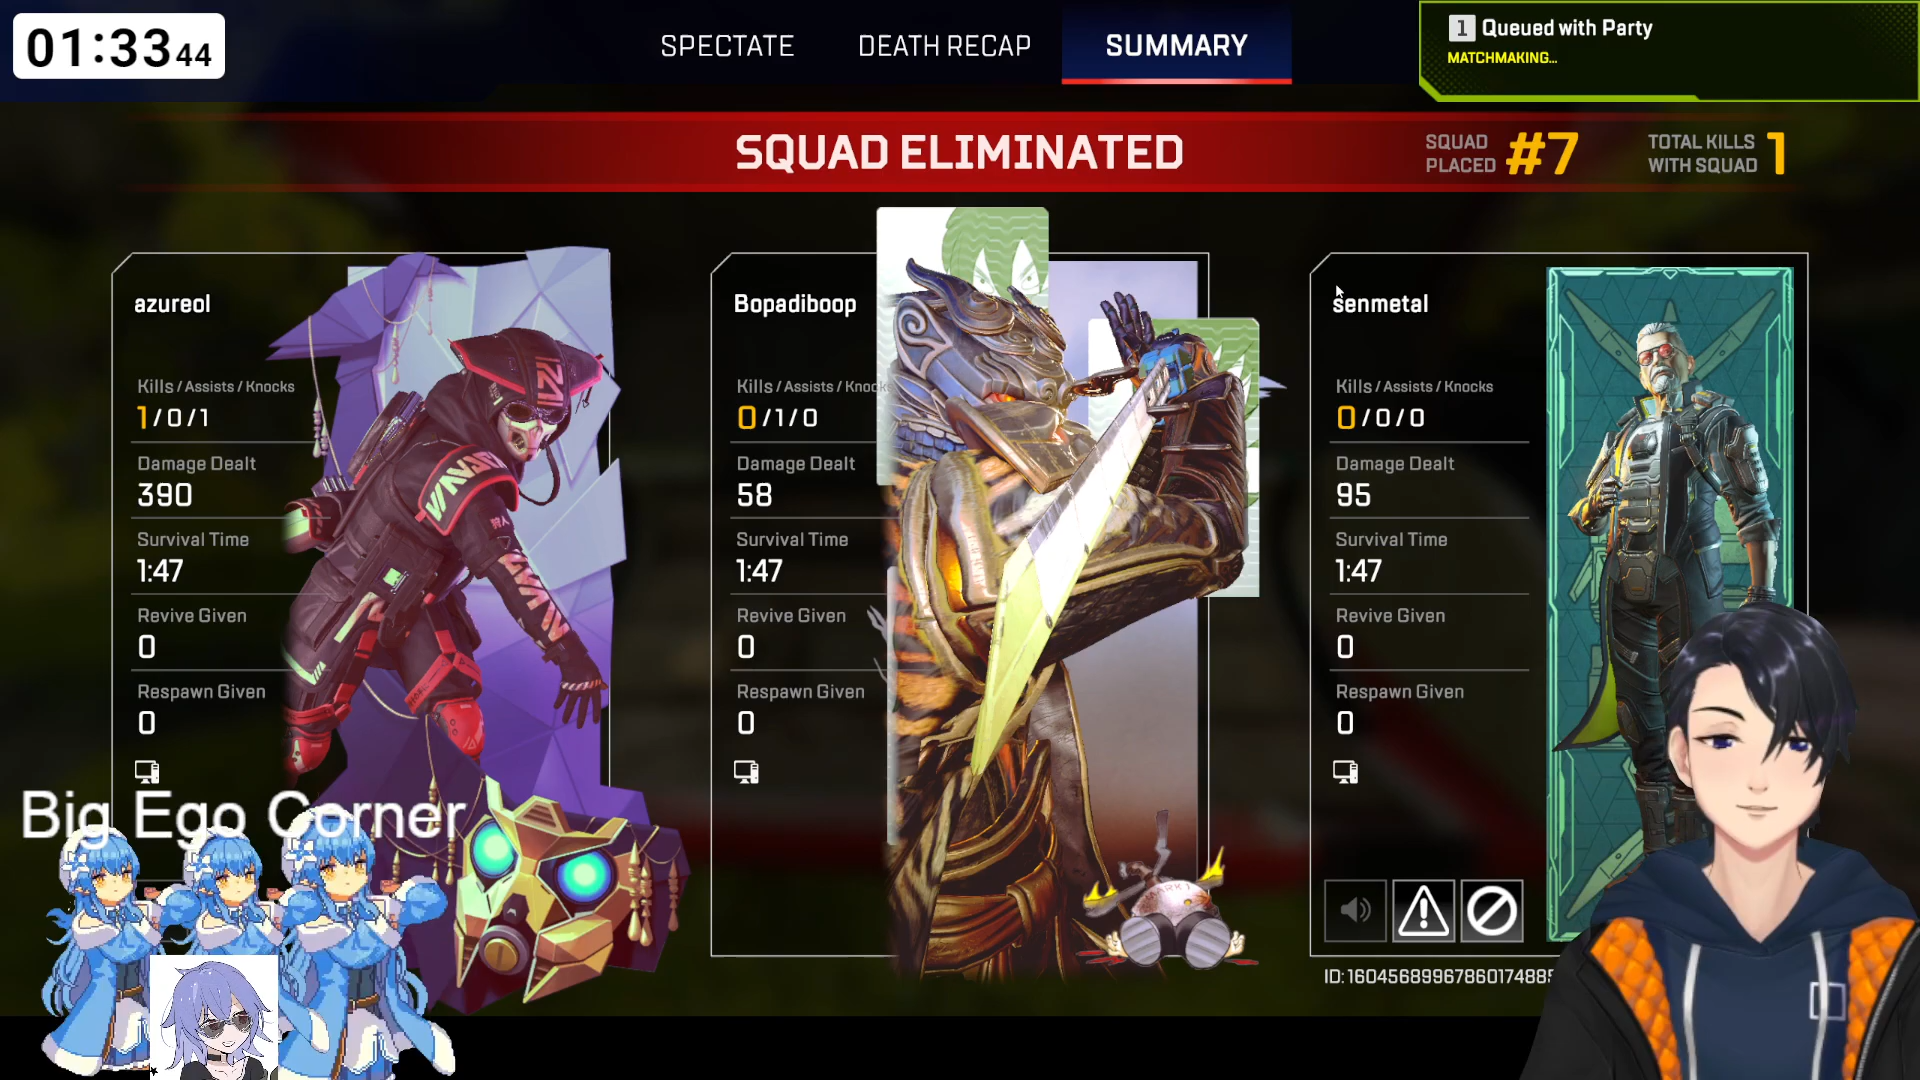 01:33 44
SPECTATE
DEATH RECAP
SUMMARY
1 Queued with Party
MATCHMAKING...
SQUAD ELIMINATED
SQUAD PLACED #7
TOTAL KILLS WITH SQUAD 1
azureol
Kills / Assists / Knocks
1 / 0 / 1
Damage Dealt
390
Survival Time
1:47
Revive Given
0
Respawn Given
0
Bopadiboop
Kills / Assists / Knocks
0 / 1 / 0
Damage Dealt
58
Survival Time
1:47
Revive Given
0
Respawn Given
0
senmetal
Kills / Assists / Knocks
0 / 0 / 0
Damage Dealt
95
Survival Time
1:47
Revive Given
0
Respawn Given
0
ID: 1604568996786017488
Big Ego Corner